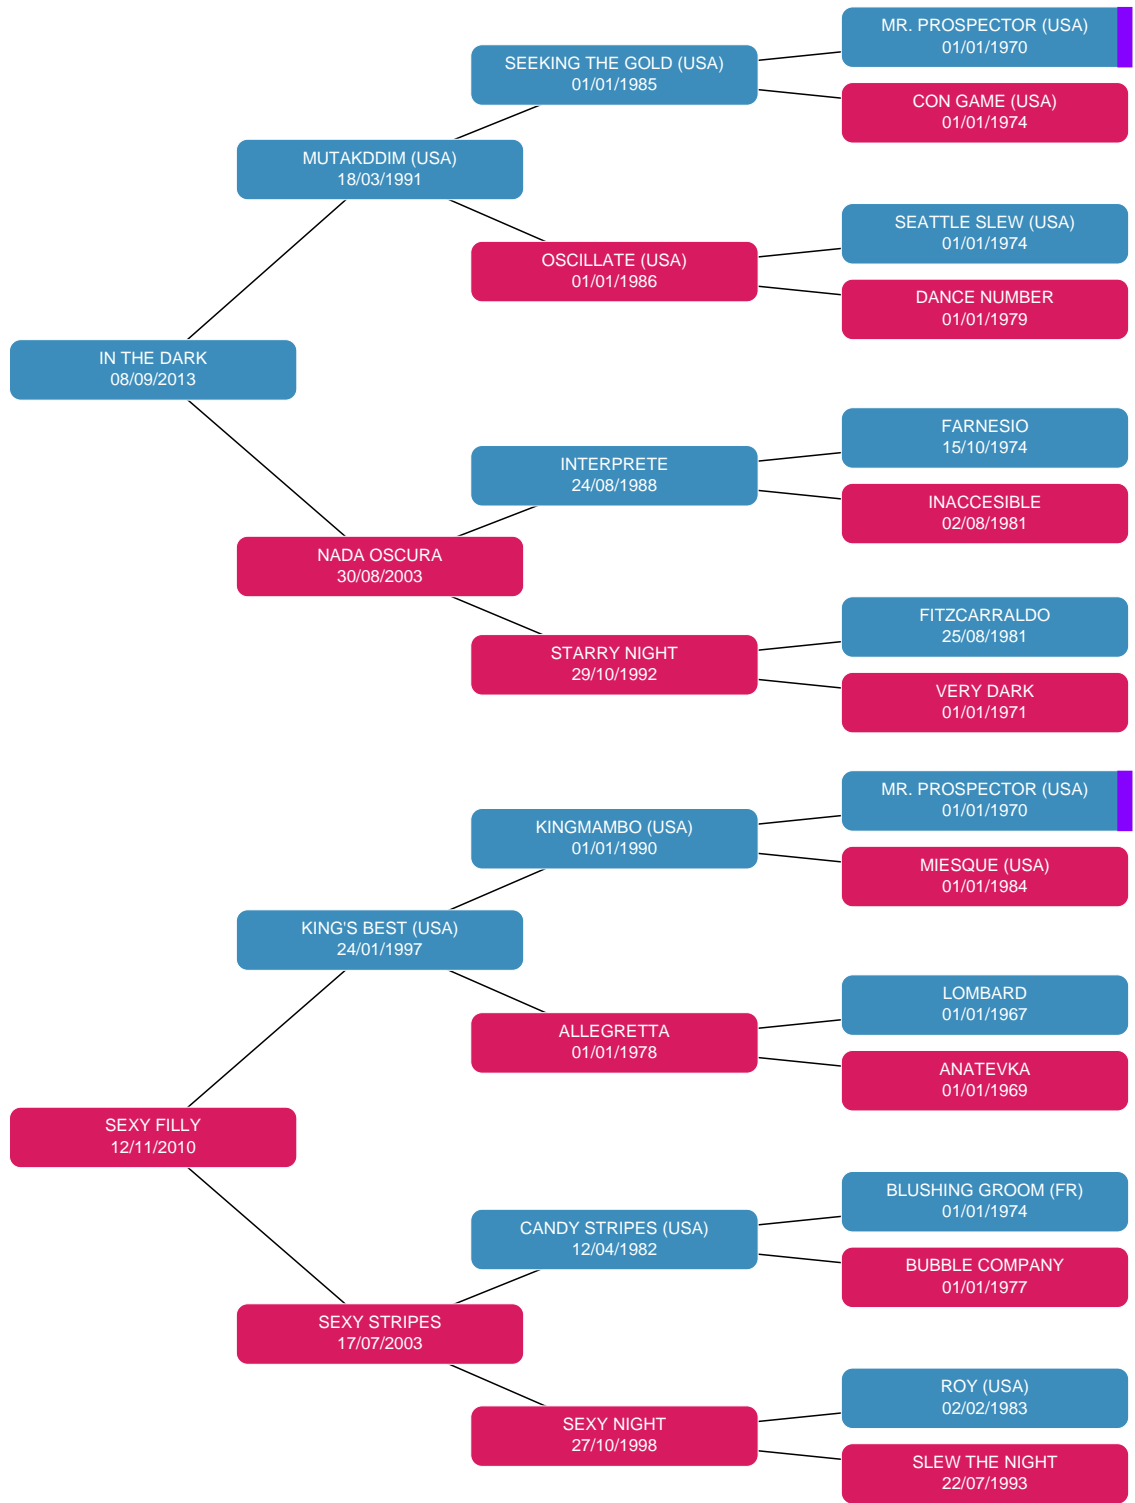 MR. PROSPECTOR (USA)
01/01/1970
SEEKING THE GOLD (USA)
01/01/1985
CON GAME (USA)
01/01/1974
MUTAKDDIM (USA)
18/03/1991
SEATTLE SLEW (USA)
01/01/1974
OSCILLATE (USA)
01/01/1986
DANCE NUMBER
01/01/1979
IN THE DARK
08/09/2013
FARNESIO
15/10/1974
INTERPRETE
24/08/1988
INACCESIBLE
02/08/1981
NADA OSCURA
30/08/2003
FITZCARRALDO
25/08/1981
STARRY NIGHT
29/10/1992
VERY DARK
01/01/1971
MR. PROSPECTOR (USA)
01/01/1970
KINGMAMBO (USA)
01/01/1990
MIESQUE (USA)
01/01/1984
KING'S BEST (USA)
24/01/1997
LOMBARD
01/01/1967
ALLEGRETTA
01/01/1978
ANATEVKA
01/01/1969
SEXY FILLY
12/11/2010
BLUSHING GROOM (FR)
01/01/1974
CANDY STRIPES (USA)
12/04/1982
BUBBLE COMPANY
01/01/1977
SEXY STRIPES
17/07/2003
ROY (USA)
02/02/1983
SEXY NIGHT
27/10/1998
SLEW THE NIGHT
22/07/1993